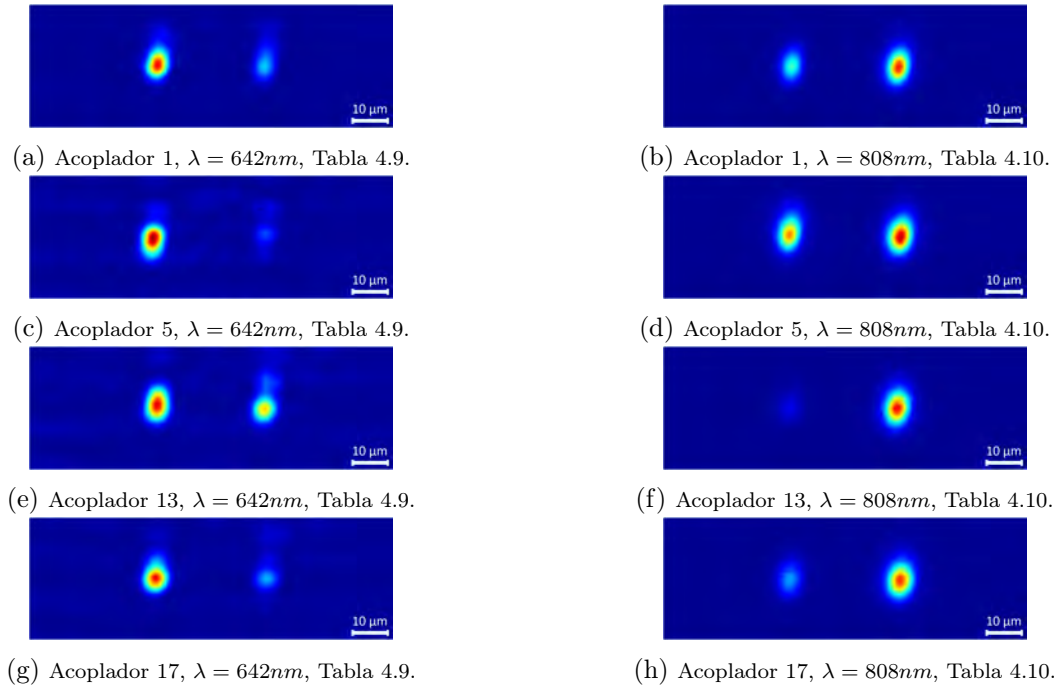 10 μm
10 μm
(a) Acoplador 1, λ = 642nm, Tabla 4.9.
(b) Acoplador 1, λ = 808nm, Tabla 4.10.
10 μm
10 μm
(c) Acoplador 5, λ = 642nm, Tabla 4.9.
(d) Acoplador 5, λ = 808nm, Tabla 4.10.
10 μm
10 μm
(e) Acoplador 13, λ = 642nm, Tabla 4.9.
(f) Acoplador 13, λ = 808nm, Tabla 4.10.
10 μm
10 μm
(g) Acoplador 17, λ = 642nm, Tabla 4.9.
(h) Acoplador 17, λ = 808nm, Tabla 4.10.